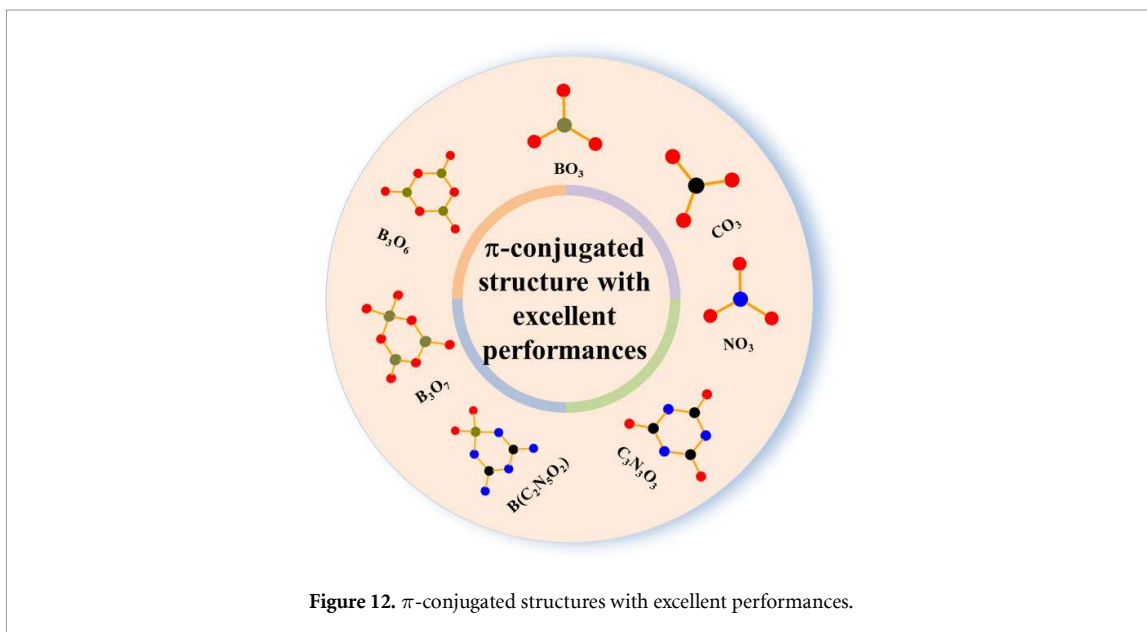 BO₃
CO₃
NO₃
C₃N₃O₃
B(C₂N₅O₂)
B₃O₇
B₃O₆
π-conjugated
structure with
excellent
performances
Figure 12. π-conjugated structures with excellent performances.